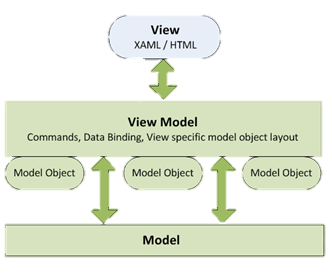 View
XAML / HTML
View Model
Commands, Data Binding, View specific model object layout
Model Object
Model Object
Model Object
Model